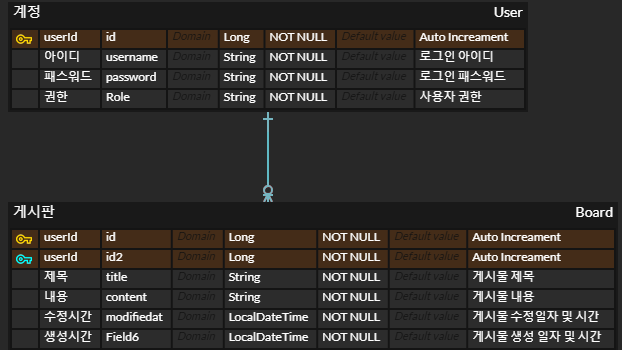 계정 User
userId id Domain Long NOT NULL Default value Auto Increament
아이디 username Domain String NOT NULL Default value 로그인 아이디
패스워드 password Domain String NOT NULL Default value 로그인 패스워드
권한 Role Domain String NOT NULL Default value 사용자 권한
게시판 Board
userId id Domain Long NOT NULL Default value Auto Increament
userId id2 Domain Long NOT NULL Default value Auto Increament
제목 title Domain String NOT NULL Default value 게시물 제목
내용 content Domain String NOT NULL Default value 게시물 내용
수정시간 modifiedat Domain LocalDateTime NOT NULL Default value 게시물 수정일자 및 시간
생성시간 Field6 Domain LocalDateTime NOT NULL Default value 게시물 생성 일자 및 시간